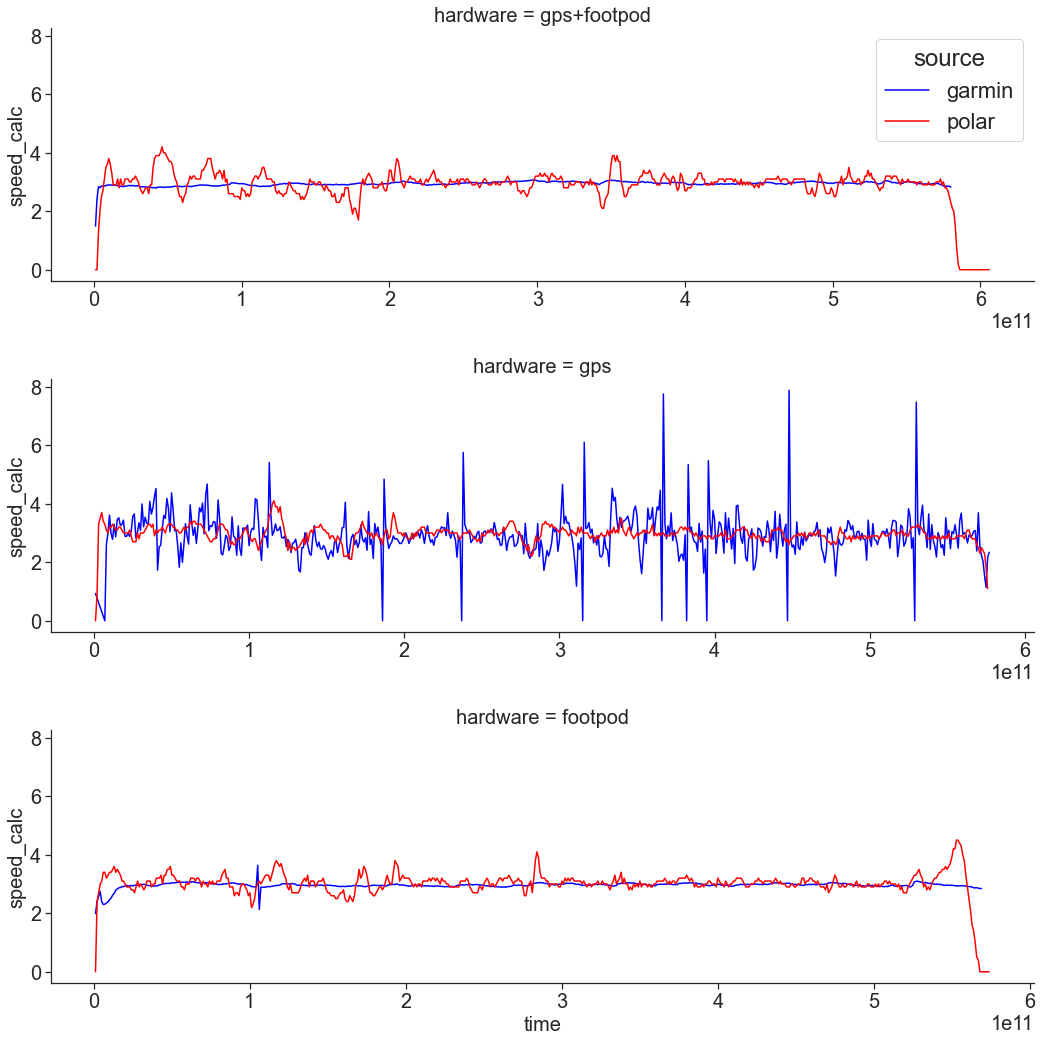 hardware = gps+footpod
8
6
4
2
0
speed_calc
source
garmin
polar
0 1 2 3 4 5 6
1e11
hardware = gps
8
6
4
2
0
speed_calc
0 1 2 3 4 5 6
1e11
hardware = footpod
8
6
4
2
0
speed_calc
0 1 2 3 4 5 6
time
1e11